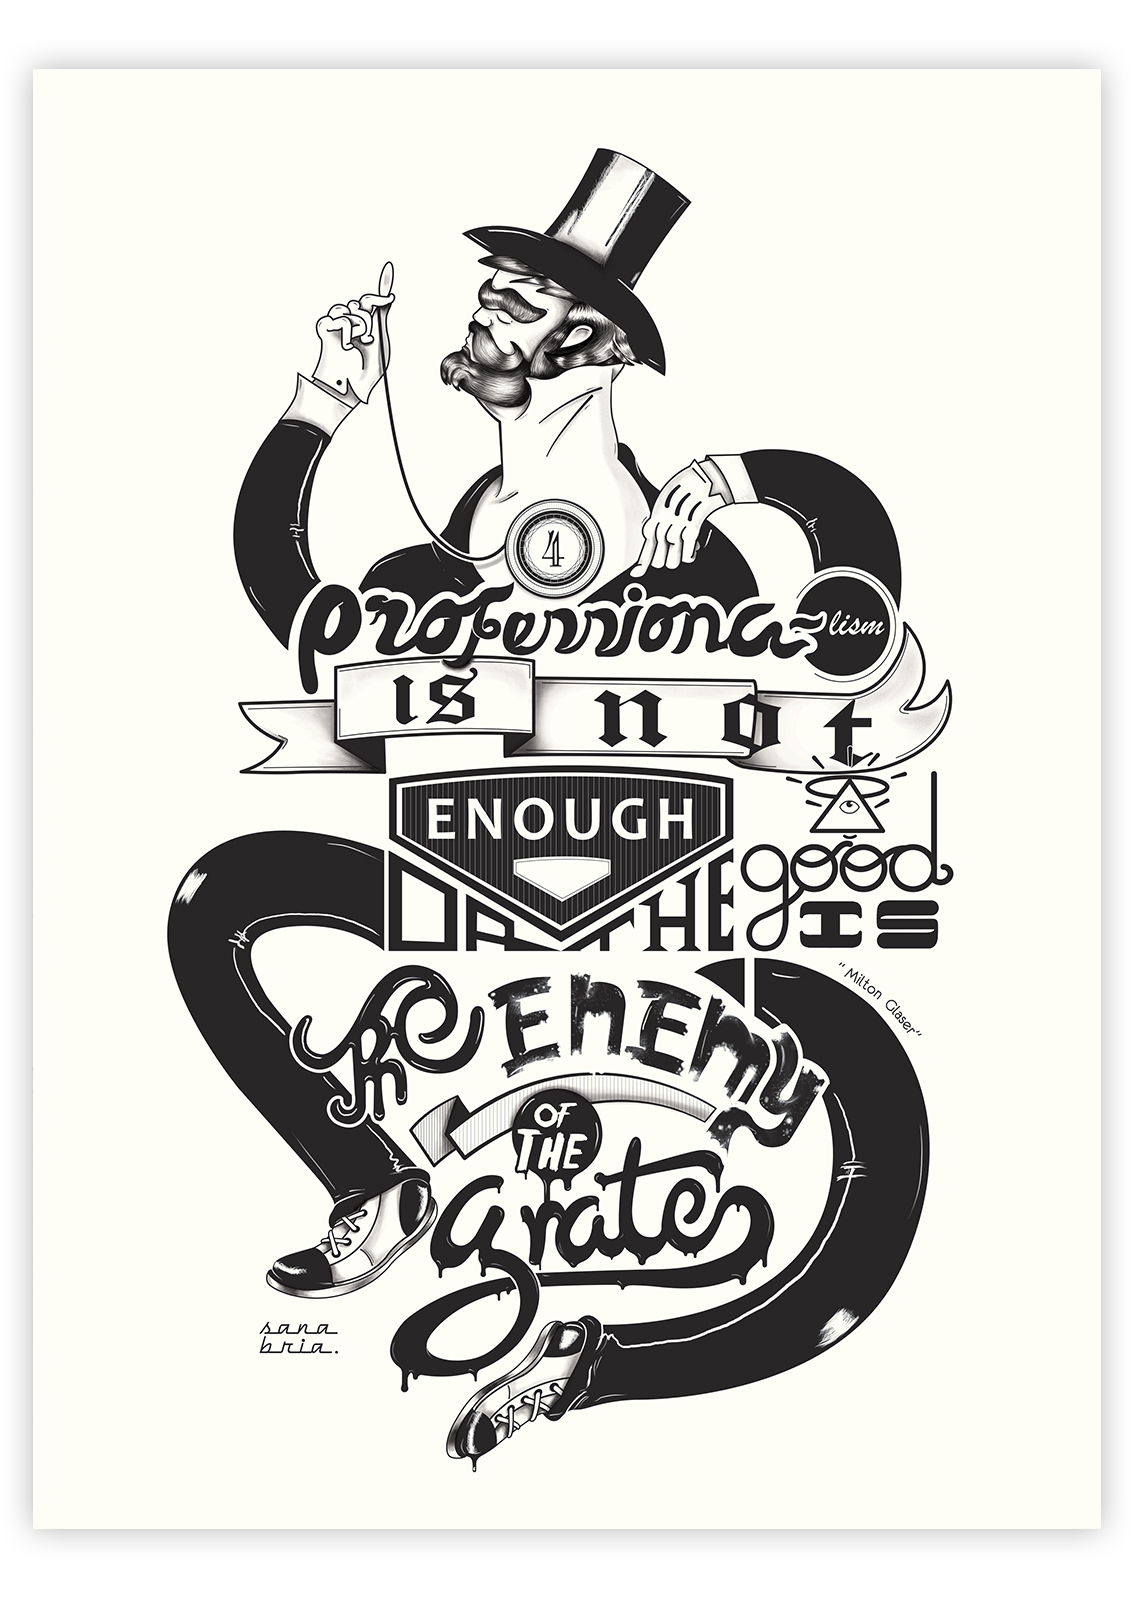 4
professiona-
lism
is not
ENOUGH
OR THE
good
IS
"Milton Glaser"
the ENEMY
OF
THE
grate
sana
bria.